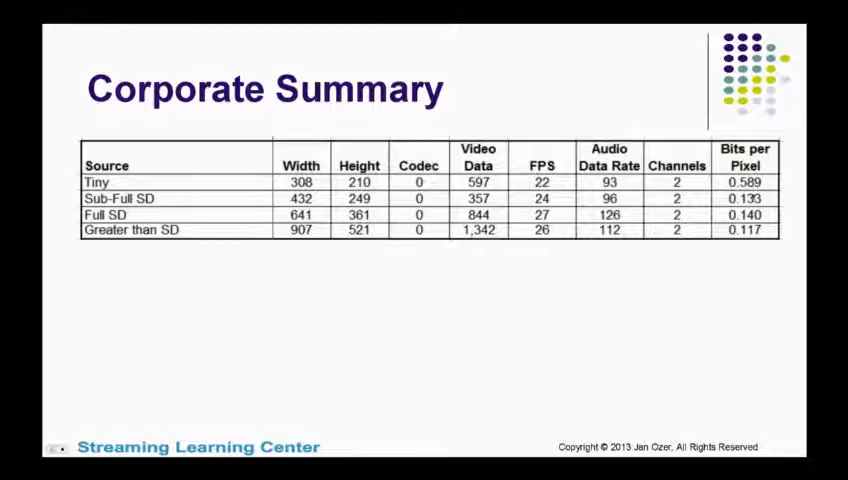 Corporate Summary
Source Width Height Codec Video Data FPS Audio Data Rate Channels Bits per Pixel
Tiny 308 210 0 597 22 93 2 0.589
Sub-Full SD 432 249 0 357 24 96 2 0.133
Full SD 641 361 0 844 27 126 2 0.140
Greater than SD 907 521 0 1,342 26 112 2 0.117
Streaming Learning Center
Copyright © 2013 Jan Ozer, All Rights Reserved